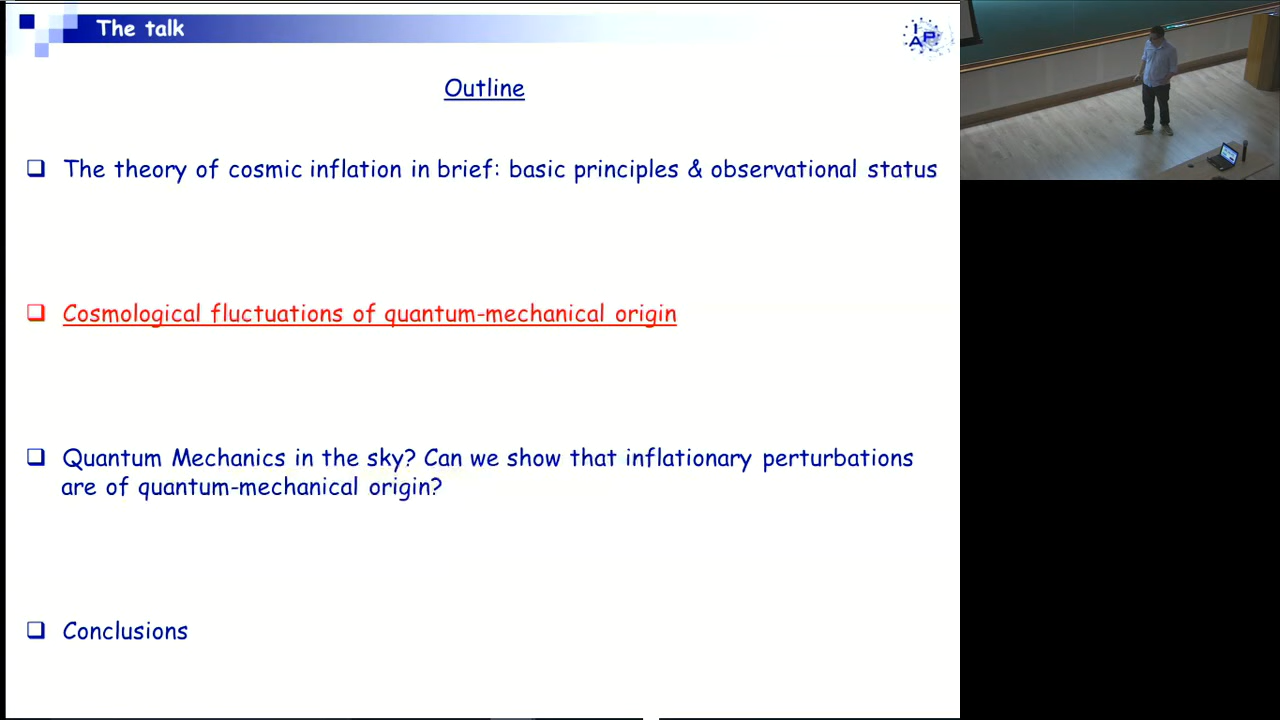 The talk
IAP
Outline
The theory of cosmic inflation in brief: basic principles & observational status
Cosmological fluctuations of quantum-mechanical origin
Quantum Mechanics in the sky? Can we show that inflationary perturbations
are of quantum-mechanical origin?
Conclusions